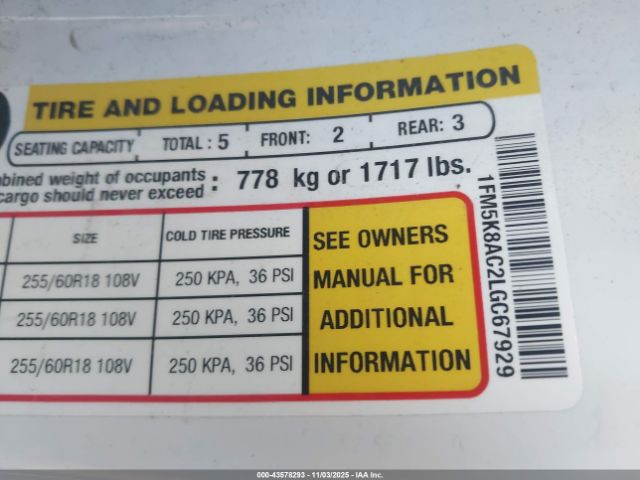 TIRE AND LOADING INFORMATION
SEATING CAPACITY TOTAL : 5 FRONT: 2 REAR: 3
weight of occupants
cargo should never exceed : 778 kg or 1717 lbs.
SIZE COLD TIRE PRESSURE
255/60R18 108V 250 KPA, 36 PSI
255/60R18 108V 250 KPA, 36 PSI
255/60R18 108V 250 KPA, 36 PSI
SEE OWNERS
MANUAL FOR
ADDITIONAL
INFORMATION
1FM5K8AC2LGC67929
000-43578293 - 11/03/2025 - IAA, Inc.